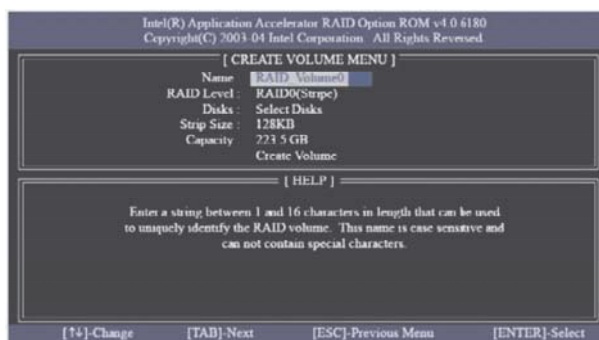 Intel(R) Application Accelerator RAID Option ROM v4 0 6180
Copyright(C) 2003 04 Intel Corporation All Rights Reversed
[ CREATE VOLUME MENU ]
Name RAID_Volume0
RAID Level : RAID0(Stripe)
Disks : Select Disks
Strip Size : 128KB
Capacity 223 5 GB
Create Volume
[ HELP ]
Enter a string between 1 and 16 characters in length that can be used
to uniquely identify the RAID volume. This name is case sensitive and
can not contain special characters.
[↑↓]-Change [TAB]-Next [ESC]-Previous Menu [ENTER]-Select